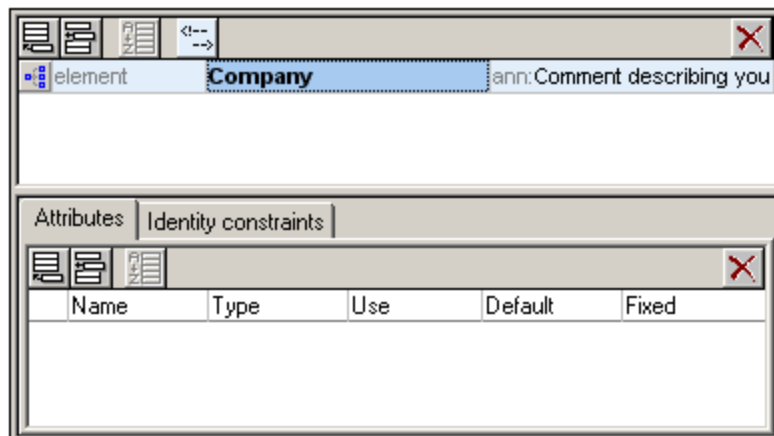 <!--
-->
element Company ann:Comment describing you
Attributes Identity constraints
Name Type Use Default Fixed